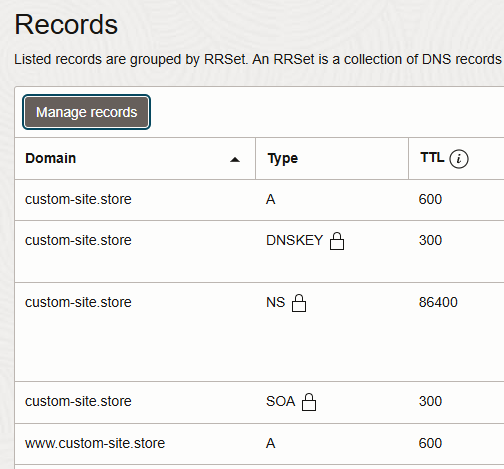 Records
Listed records are grouped by RRSet. An RRSet is a collection of DNS records
Manage records
Domain Type TTL i
custom-site.store A 600
custom-site.store DNSKEY 300
custom-site.store NS 86400
custom-site.store SOA 300
www.custom-site.store A 600